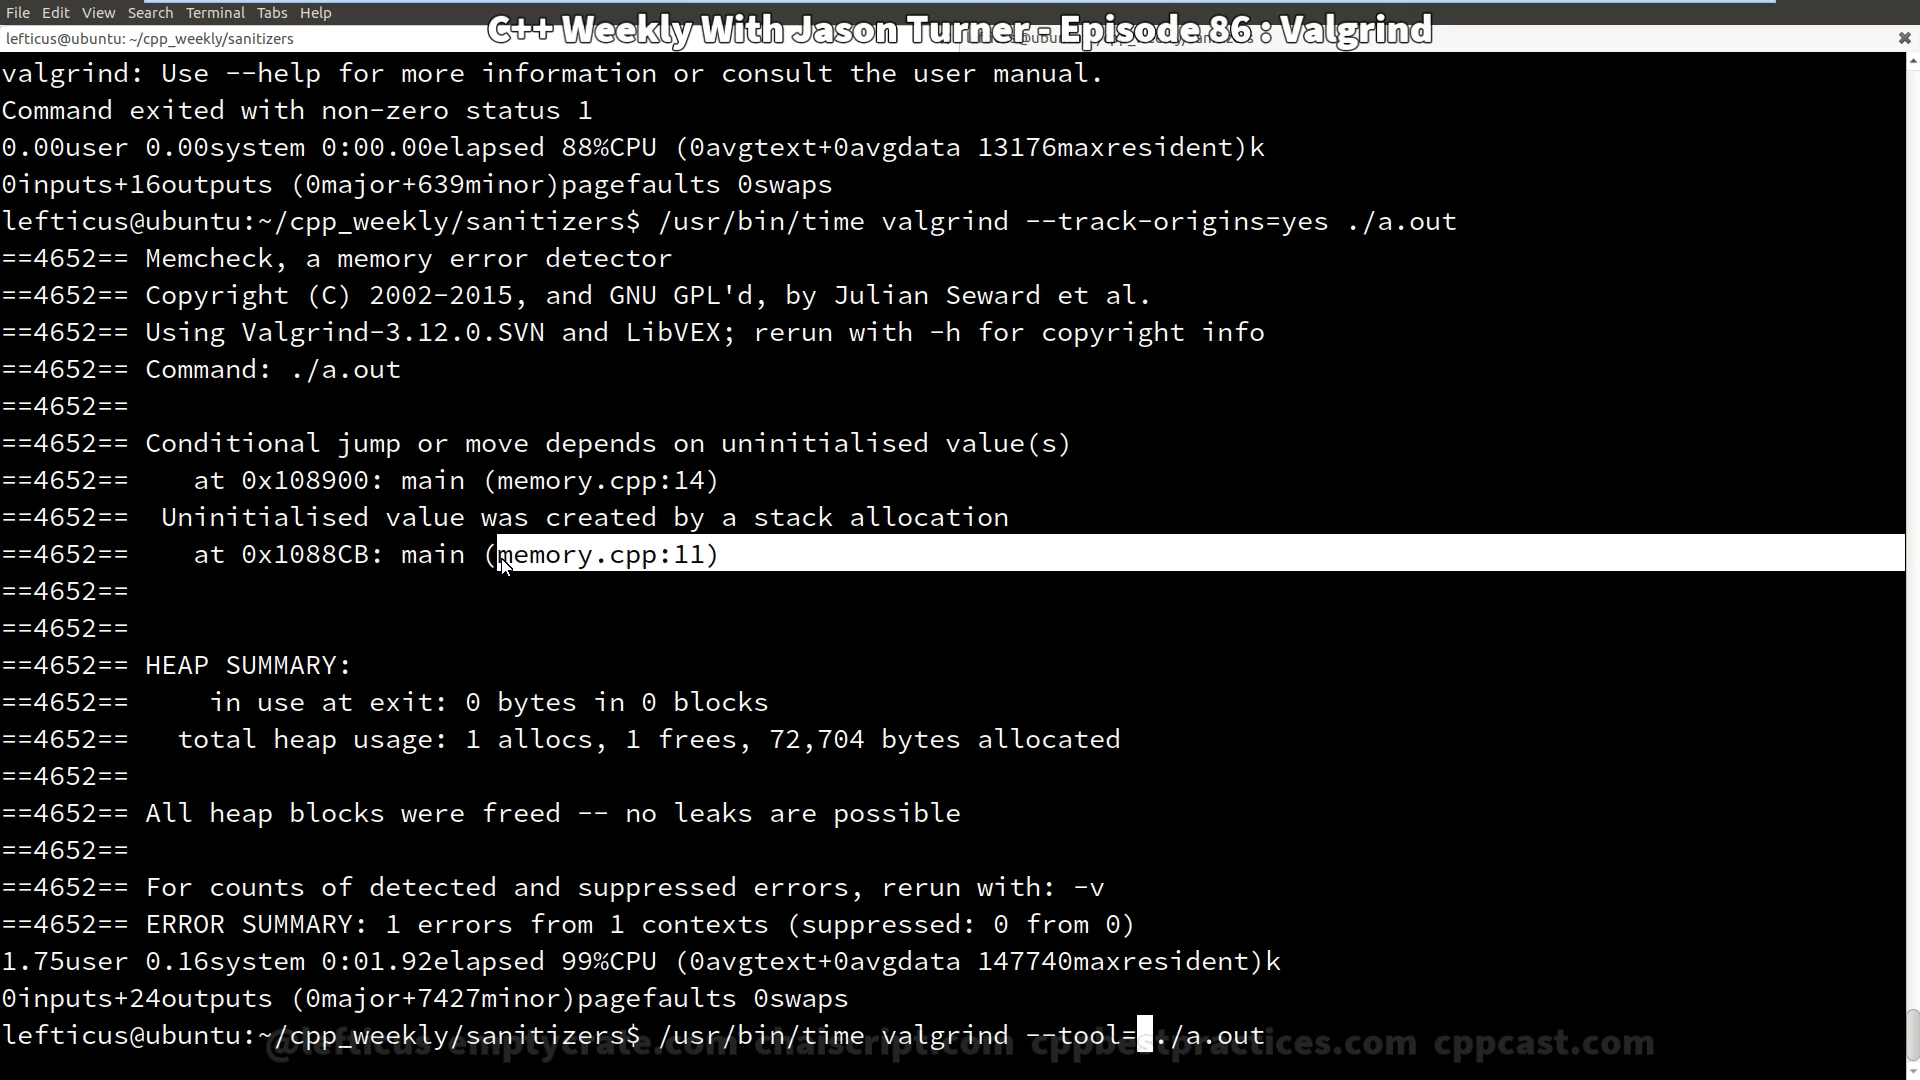 File Edit View Search Terminal Tabs Help
C++ Weekly With Jason Turner - Episode 86 : Valgrind
lefticus@ubuntu: ~/cpp_weekly/sanitizers
valgrind: Use --help for more information or consult the user manual.
Command exited with non-zero status 1
0.00user 0.00system 0:00.00elapsed 88%CPU (0avgtext+0avgdata 13176maxresident)k
0inputs+16outputs (0major+639minor)pagefaults 0swaps
lefticus@ubuntu:~/cpp_weekly/sanitizers$ /usr/bin/time valgrind --track-origins=yes ./a.out
==4652== Memcheck, a memory error detector
==4652== Copyright (C) 2002-2015, and GNU GPL'd, by Julian Seward et al.
==4652== Using Valgrind-3.12.0.SVN and LibVEX; rerun with -h for copyright info
==4652== Command: ./a.out
==4652==
==4652== Conditional jump or move depends on uninitialised value(s)
==4652==    at 0x108900: main (memory.cpp:14)
==4652==  Uninitialised value was created by a stack allocation
==4652==    at 0x1088CB: main (memory.cpp:11)
==4652==
==4652==
==4652== HEAP SUMMARY:
==4652==     in use at exit: 0 bytes in 0 blocks
==4652==   total heap usage: 1 allocs, 1 frees, 72,704 bytes allocated
==4652==
==4652== All heap blocks were freed -- no leaks are possible
==4652==
==4652== For counts of detected and suppressed errors, rerun with: -v
==4652== ERROR SUMMARY: 1 errors from 1 contexts (suppressed: 0 from 0)
1.75user 0.16system 0:01.92elapsed 99%CPU (0avgtext+0avgdata 147740maxresident)k
0inputs+24outputs (0major+7427minor)pagefaults 0swaps
lefticus@ubuntu:~/cpp_weekly/sanitizers$ /usr/bin/time valgrind --tool= ./a.out
@lefticus emptycrate.com chaiscript.com cppbestpractices.com cppcast.com